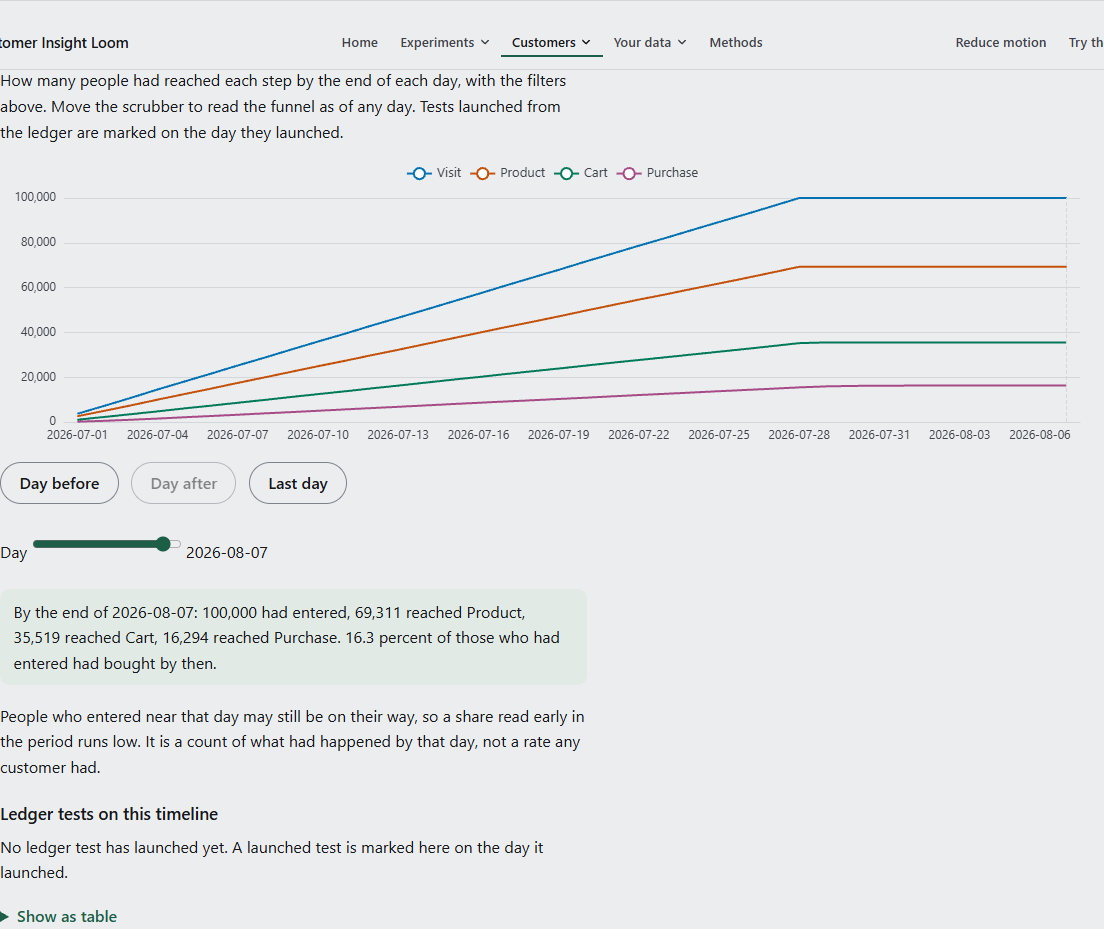 tomer Insight Loom
Home Experiments Customers Your data Methods Reduce motion Try th
How many people had reached each step by the end of each day, with the filters
above. Move the scrubber to read the funnel as of any day. Tests launched from
the ledger are marked on the day they launched.
Visit Product Cart Purchase
100,000
80,000
60,000
40,000
20,000
0
2026-07-01 2026-07-04 2026-07-07 2026-07-10 2026-07-13 2026-07-16 2026-07-19 2026-07-22 2026-07-25 2026-07-28 2026-07-31 2026-08-03 2026-08-06
Day before Day after Last day
Day 2026-08-07
By the end of 2026-08-07: 100,000 had entered, 69,311 reached Product,
35,519 reached Cart, 16,294 reached Purchase. 16.3 percent of those who had
entered had bought by then.
People who entered near that day may still be on their way, so a share read early in
the period runs low. It is a count of what had happened by that day, not a rate any
customer had.
Ledger tests on this timeline
No ledger test has launched yet. A launched test is marked here on the day it
launched.
Show as table